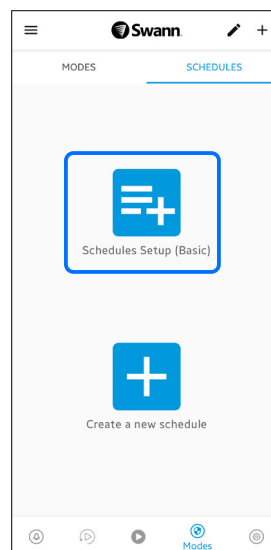 Swann
MODES
SCHEDULES
Schedules Setup (Basic)
Create a new schedule
Modes